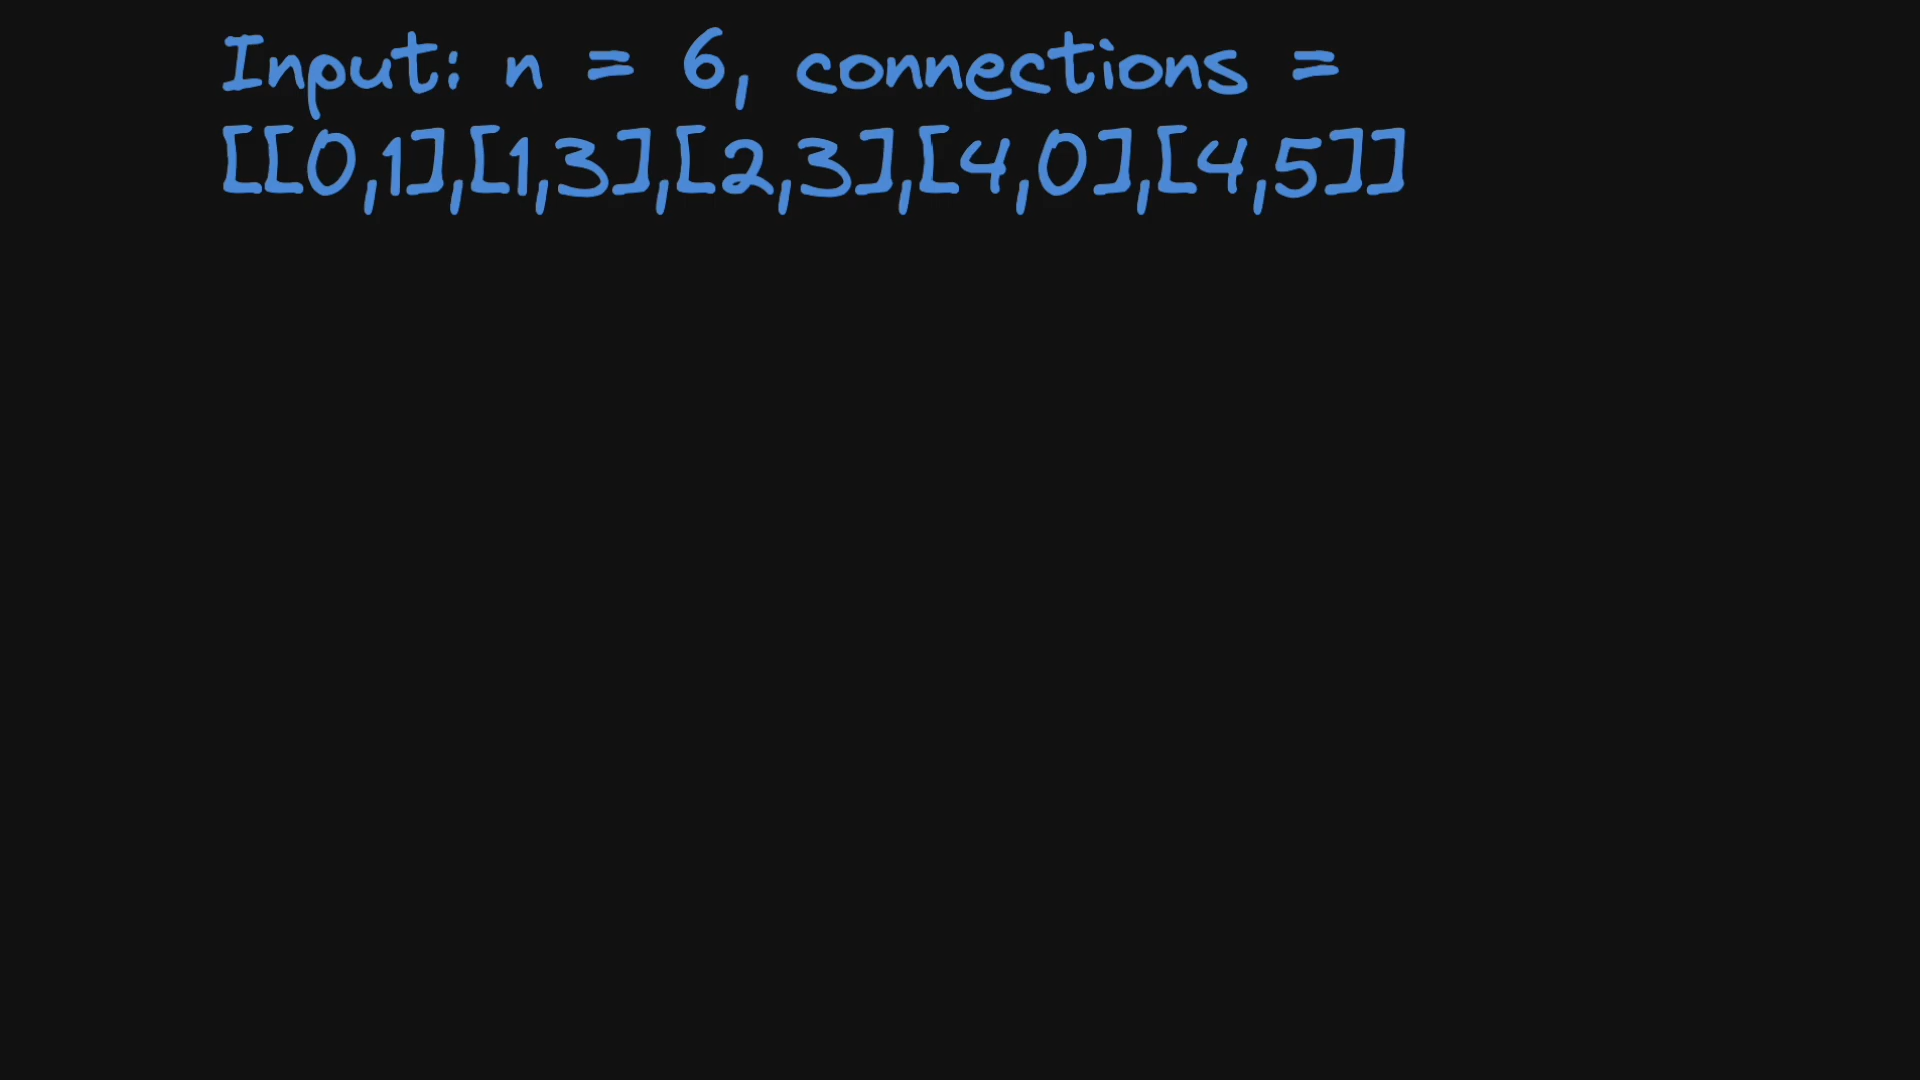 Input: n = 6, connections =
[[0,1],[1,3],[2,3],[4,0],[4,5]]